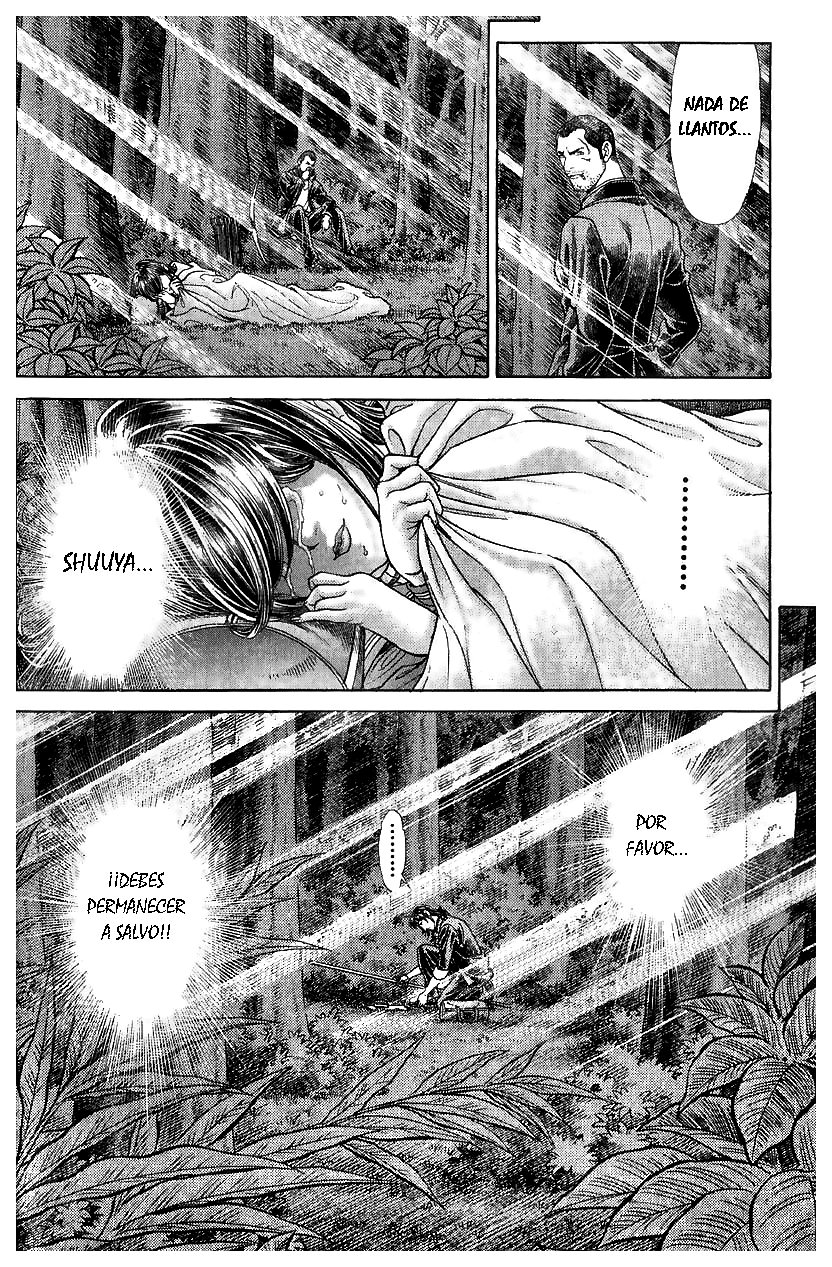 NADA DE
LLANTOS...
........
SHUUYA...
POR
FAVOR...
........
¡¡DEBES
PERMANECER
A SALVO!!